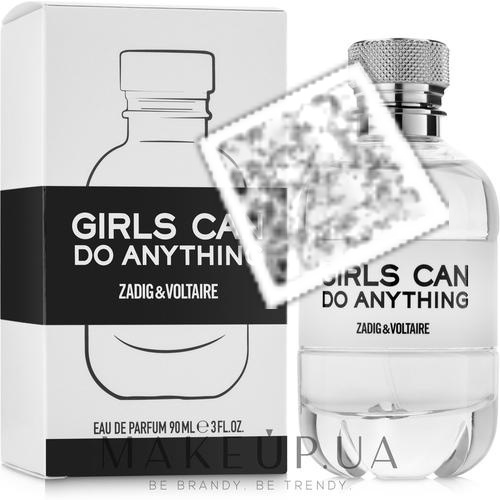 GIRLS CAN
DO ANYTHING
ZADIG&VOLTAIRE
EAU DE PARFUM 90 ML ℮ 3 FL.OZ.
GIRLS CAN
DO ANYTHING
ZADIG&VOLTAIRE
MAKEUP.UA
BE BRANDY. BE TRENDY.